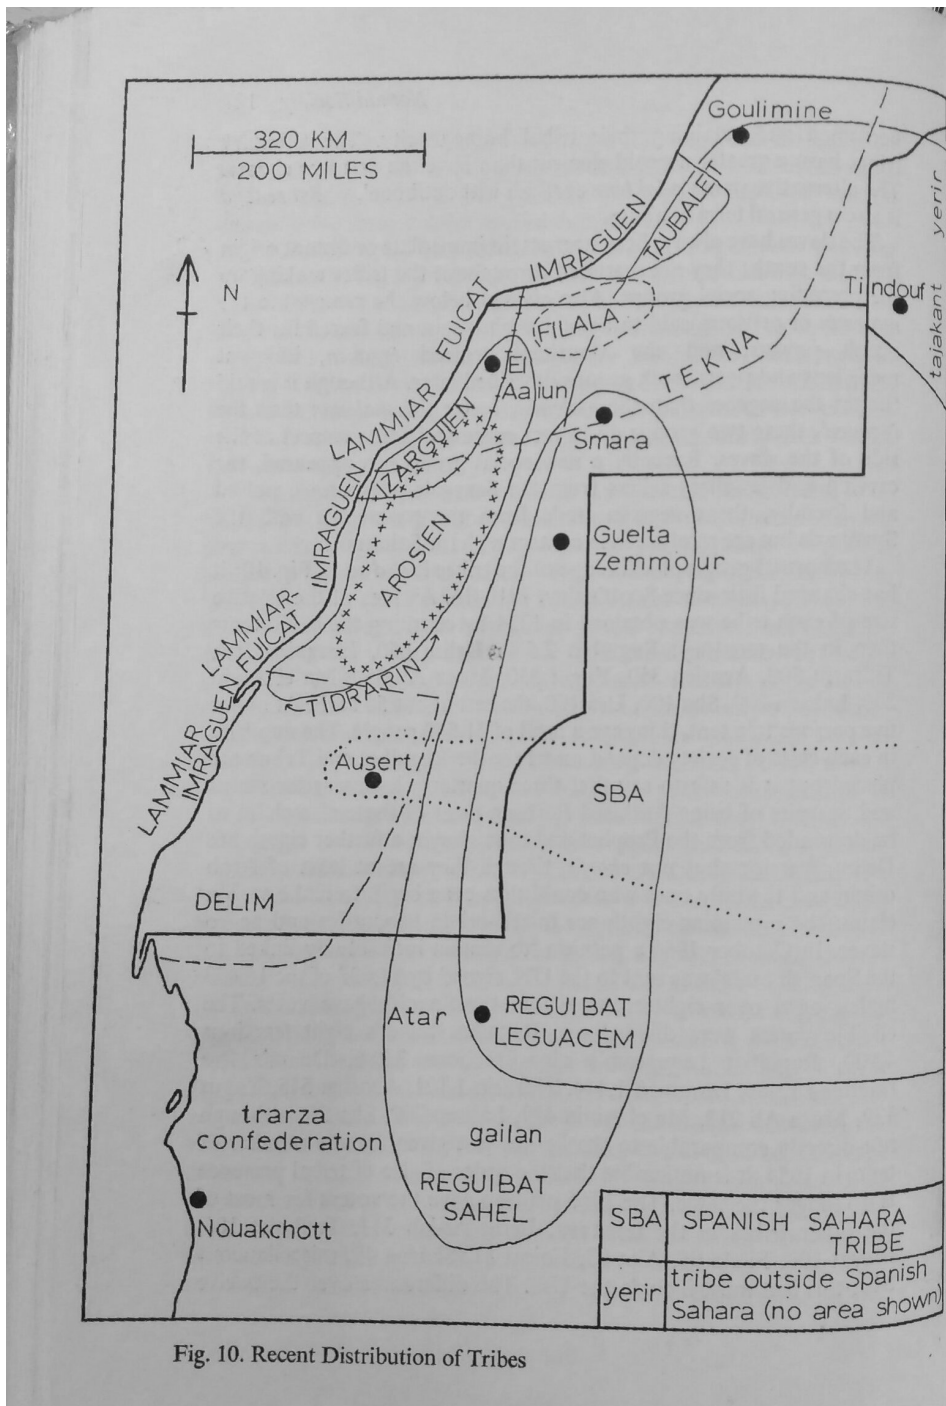 Goulimine
320 KM
200 MILES
TAUBALET
IMRAGUEN
N
Tindouf
tajakant yerir
FUICAT
FILALA
TEKNA
El
Aaiun
LAMMIAR
IZARGUIEN
Smara
IMRAGUEN
AROSIEN
Guelta
Zemmour
LAMMIAR
FUICAT
TIDRARIN
LAMMIAR
IMRAGUEN
Ausert
SBA
DELIM
Atar
REGUIBAT
LEGUACEM
trarza
confederation
gailan
REGUIBAT
SAHEL
Nouakchott
SBA SPANISH SAHARA
TRIBE
yerir tribe outside Spanish
Sahara (no area shown)
Fig. 10. Recent Distribution of Tribes